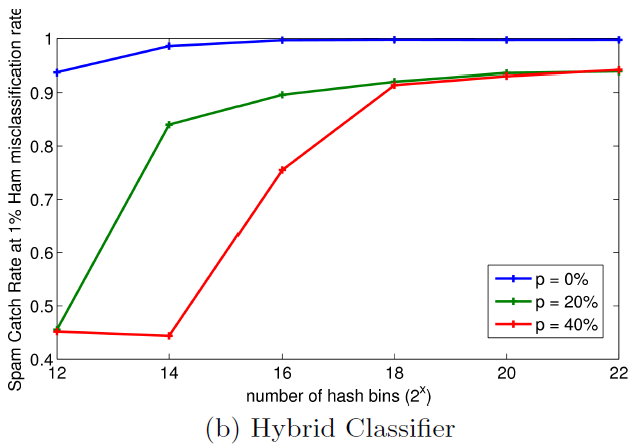 Spam Catch Rate at 1% Ham misclassification rate
1
0.9
0.8
0.7
0.6
0.5
0.4
12 14 16 18 20 22
p = 0%
p = 20%
p = 40%
number of hash bins (2^x)
(b) Hybrid Classifier